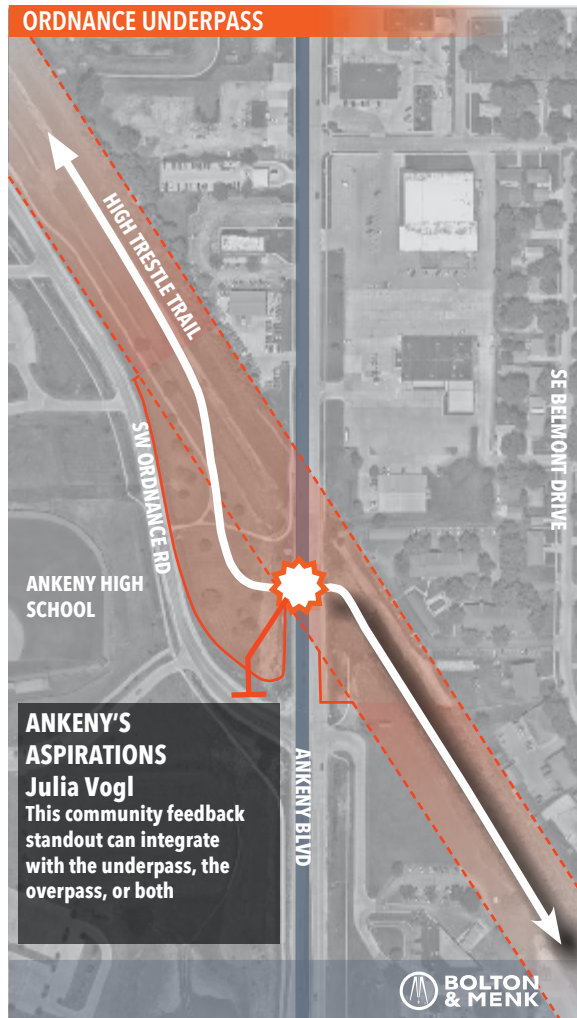 ORDNANCE UNDERPASS
HIGH TRESTLE TRAIL
SW ORDNANCE RD
SE BELMONT DRIVE
ANKENY HIGH
SCHOOL
ANKENY BLVD
ANKENY'S
ASPIRATIONS
Julia Vogl
This community feedback
standout can integrate
with the underpass, the
overpass, or both
BOLTON
& MENK